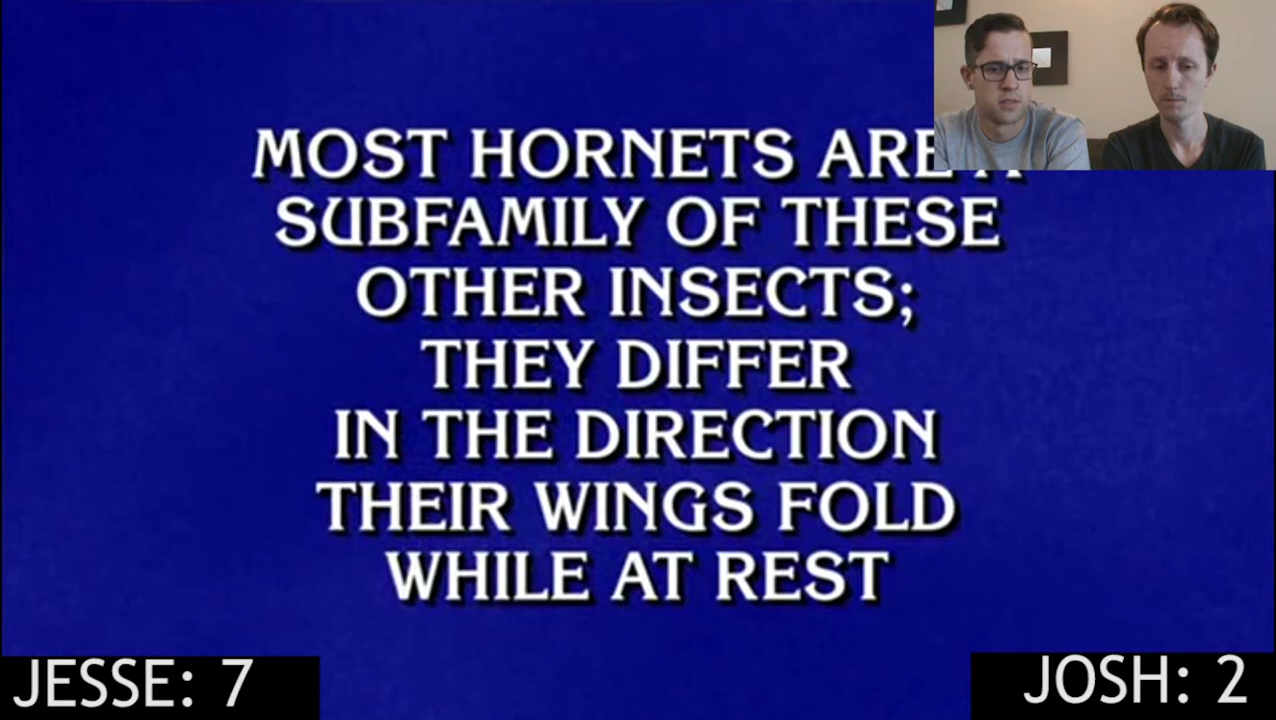 MOST HORNETS ARE A
SUBFAMILY OF THESE
OTHER INSECTS;
THEY DIFFER
IN THE DIRECTION
THEIR WINGS FOLD
WHILE AT REST
JESSE: 7
JOSH: 2